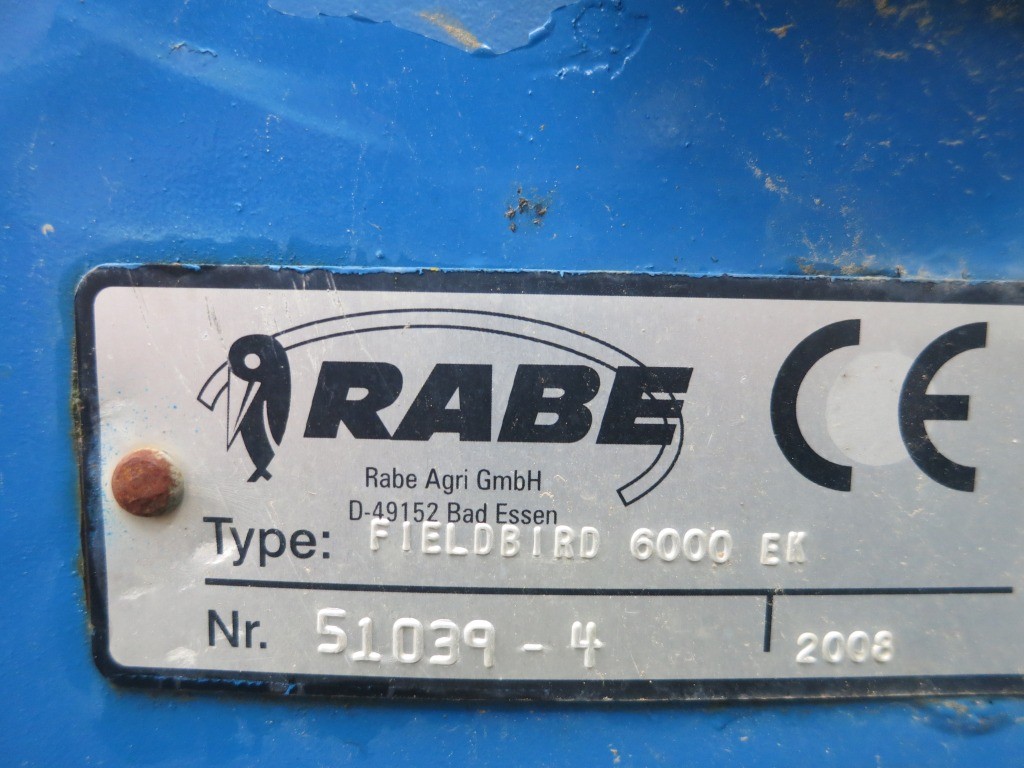 RABE
CE
Rabe Agri GmbH
D-49152 Bad Essen
Type: FIELDBIRD 6000 EK
Nr. 51039-4 2008